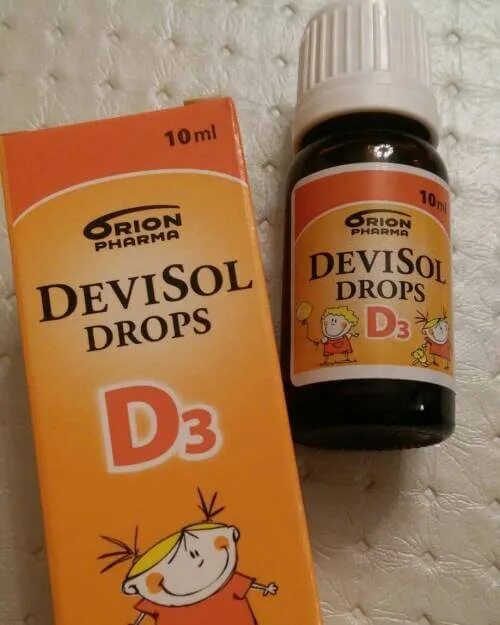 10ml
ORION
PHARMA
DEVISOL
DROPS
D3
10ml
ORION
PHARMA
DEVISOL
DROPS
D3